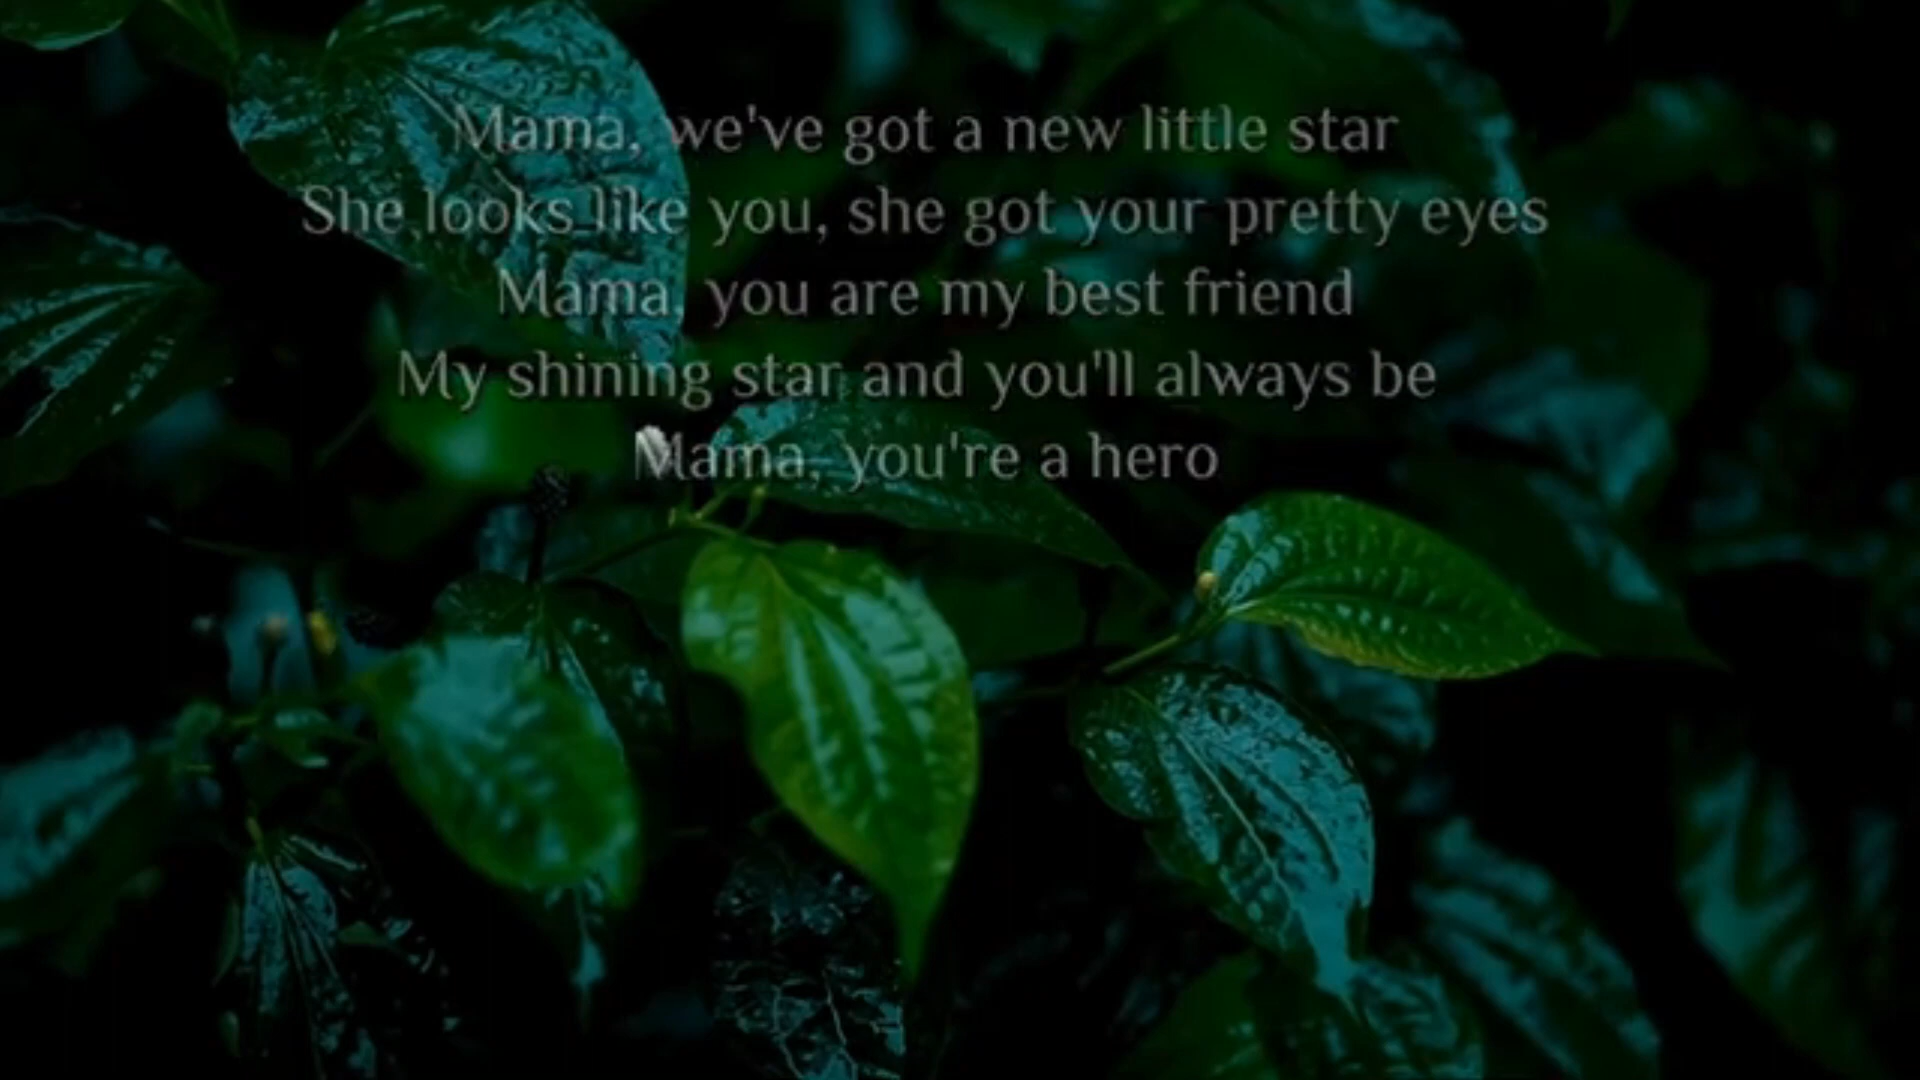 Mama, we've got a new little star
She looks like you, she got your pretty eyes
Mama, you are my best friend
My shining star and you'll always be
Mama, you're a hero